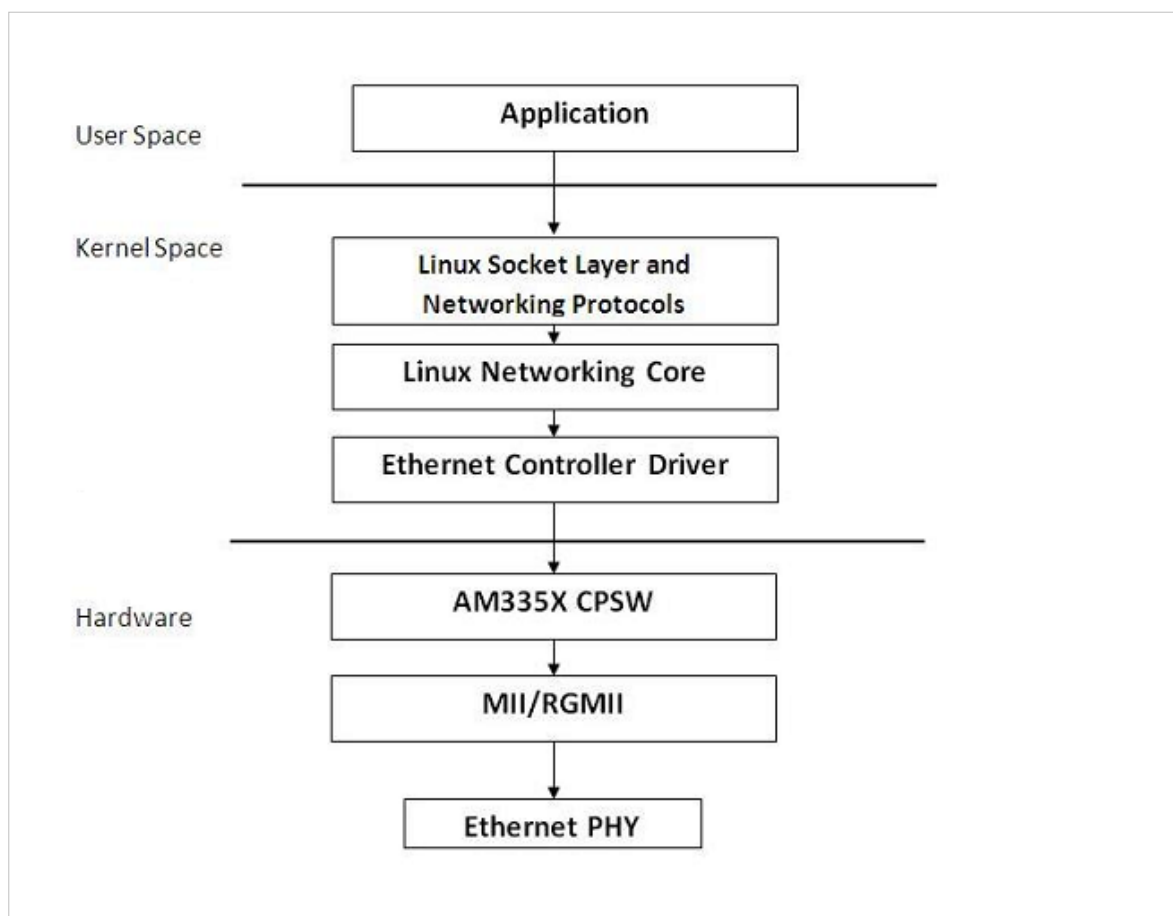 Application
User Space
Kernel Space
Linux Socket Layer and
Networking Protocols
Linux Networking Core
Ethernet Controller Driver
AM335X CPSW
Hardware
MII/RGMII
Ethernet PHY